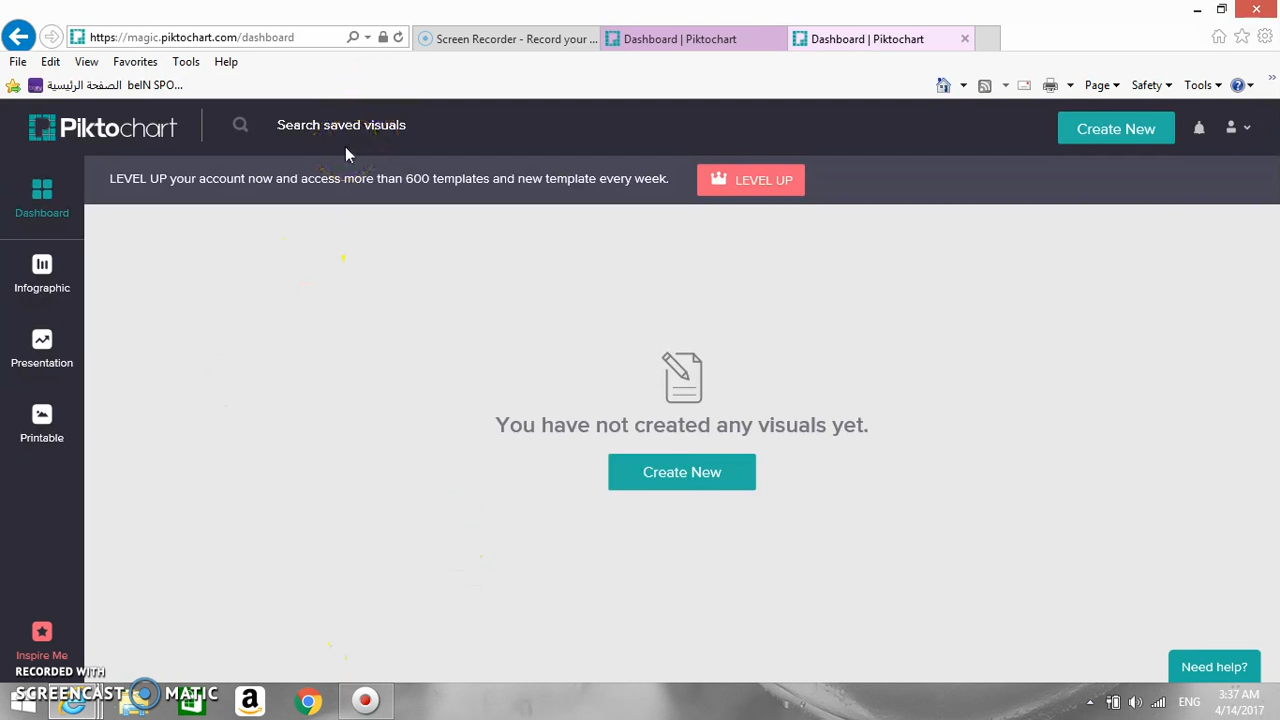 https://magic.piktochart.com/dashboard
Screen Recorder - Record your ...
Dashboard | Piktochart
Dashboard | Piktochart
File Edit View Favorites Tools Help
الصفحة الرئيسية beIN SPO...
Page Safety Tools
Piktochart
Search saved visuals
Create New
LEVEL UP your account now and access more than 600 templates and new template every week.
LEVEL UP
Dashboard
Infographic
Presentation
Printable
You have not created any visuals yet.
Create New
Inspire Me
Need help?
RECORDED WITH
SCREENCAST MATIC
ENG
3:37 AM
4/14/2017